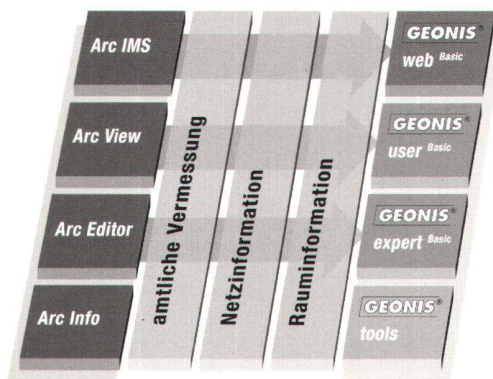 Arc IMS
Arc View
Arc Editor
Arc Info
amtliche Vermessung
Netzinformation
Rauminformation
GEONIS®
web Basic
GEONIS®
user Basic
GEONIS®
expert Basic
GEONIS®
tools